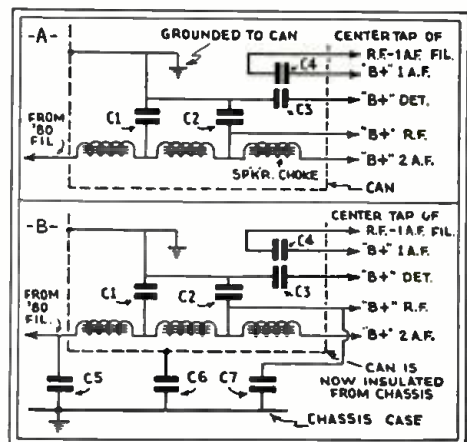 -A-
GROUNDED TO CAN
CENTER TAP OF
R.F.-1 A.F. FIL.
"B+" 1 A.F.
C4
"B+" DET.
C3
C1
C2
FROM '80 FIL.
"B+" R.F.
"B+" 2 A.F.
SPKR. CHOKE
CAN
-B-
CENTER TAP OF
R.F.-1 A.F. FIL.
C4
"B+" 1 A.F.
"B+" DET.
C3
C1
C2
FROM '80 FIL.
"B+" R.F.
"B+" 2 A.F.
CAN IS
NOW INSULATED
FROM CHASSIS
C5
C6
C7
CHASSIS CASE